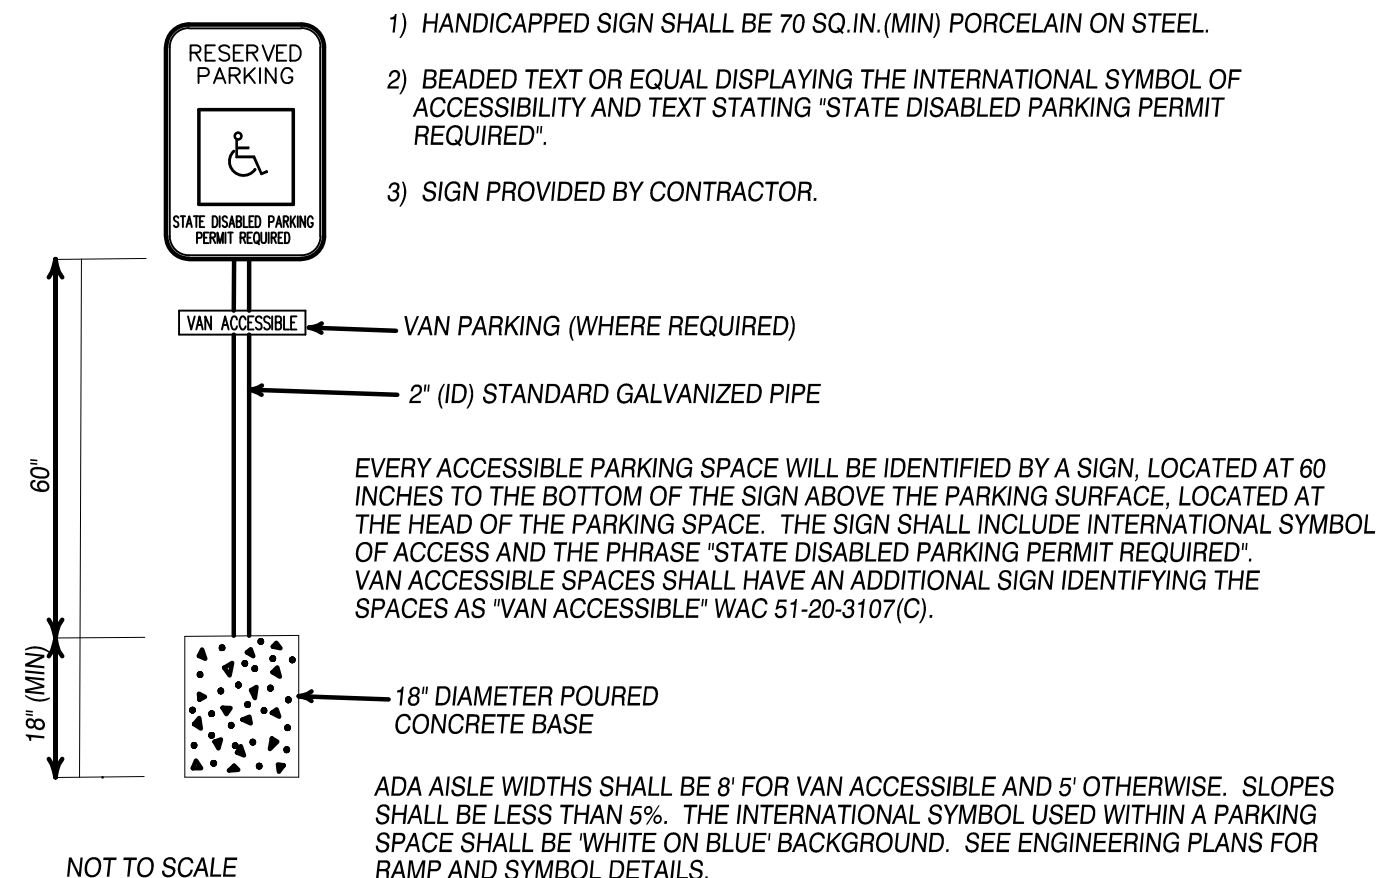 RESERVED
PARKING
STATE DISABLED PARKING
PERMIT REQUIRED
1) HANDICAPPED SIGN SHALL BE 70 SQ.IN.(MIN) PORCELAIN ON STEEL.
2) BEADED TEXT OR EQUAL DISPLAYING THE INTERNATIONAL SYMBOL OF
ACCESSIBILITY AND TEXT STATING "STATE DISABLED PARKING PERMIT
REQUIRED".
3) SIGN PROVIDED BY CONTRACTOR.
VAN ACCESSIBLE
VAN PARKING (WHERE REQUIRED)
2" (ID) STANDARD GALVANIZED PIPE
60"
EVERY ACCESSIBLE PARKING SPACE WILL BE IDENTIFIED BY A SIGN, LOCATED AT 60
INCHES TO THE BOTTOM OF THE SIGN ABOVE THE PARKING SURFACE, LOCATED AT
THE HEAD OF THE PARKING SPACE. THE SIGN SHALL INCLUDE INTERNATIONAL SYMBOL
OF ACCESS AND THE PHRASE "STATE DISABLED PARKING PERMIT REQUIRED".
VAN ACCESSIBLE SPACES SHALL HAVE AN ADDITIONAL SIGN IDENTIFYING THE
SPACES AS "VAN ACCESSIBLE" WAC 51-20-3107(C).
18" (MIN)
18" DIAMETER POURED
CONCRETE BASE
ADA AISLE WIDTHS SHALL BE 8' FOR VAN ACCESSIBLE AND 5' OTHERWISE. SLOPES
SHALL BE LESS THAN 5%. THE INTERNATIONAL SYMBOL USED WITHIN A PARKING
SPACE SHALL BE 'WHITE ON BLUE' BACKGROUND. SEE ENGINEERING PLANS FOR
RAMP AND SYMBOL DETAILS.
NOT TO SCALE